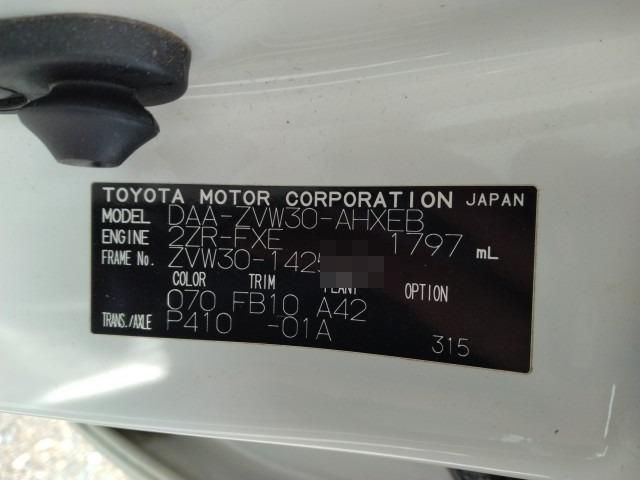 TOYOTA MOTOR CORPORATION JAPAN
MODEL DAA-ZVW30-AHXEB
ENGINE 2ZR-FXE 1797 mL
FRAME No. ZVW30-1425
COLOR TRIM PLANT OPTION
070 FB10 A42
TRANS./AXLE P410 -01A
315